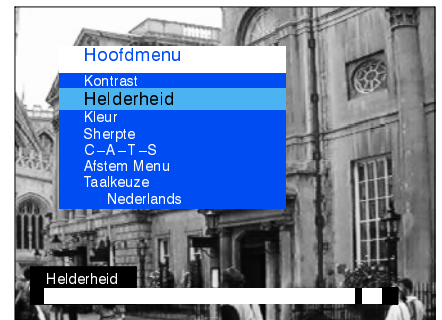 Hoofdmenu
Kontrast
Helderheid
Kleur
Sherpte
C-A-T-S
Afstem Menu
Taalkeuze
Nederlands
Helderheid